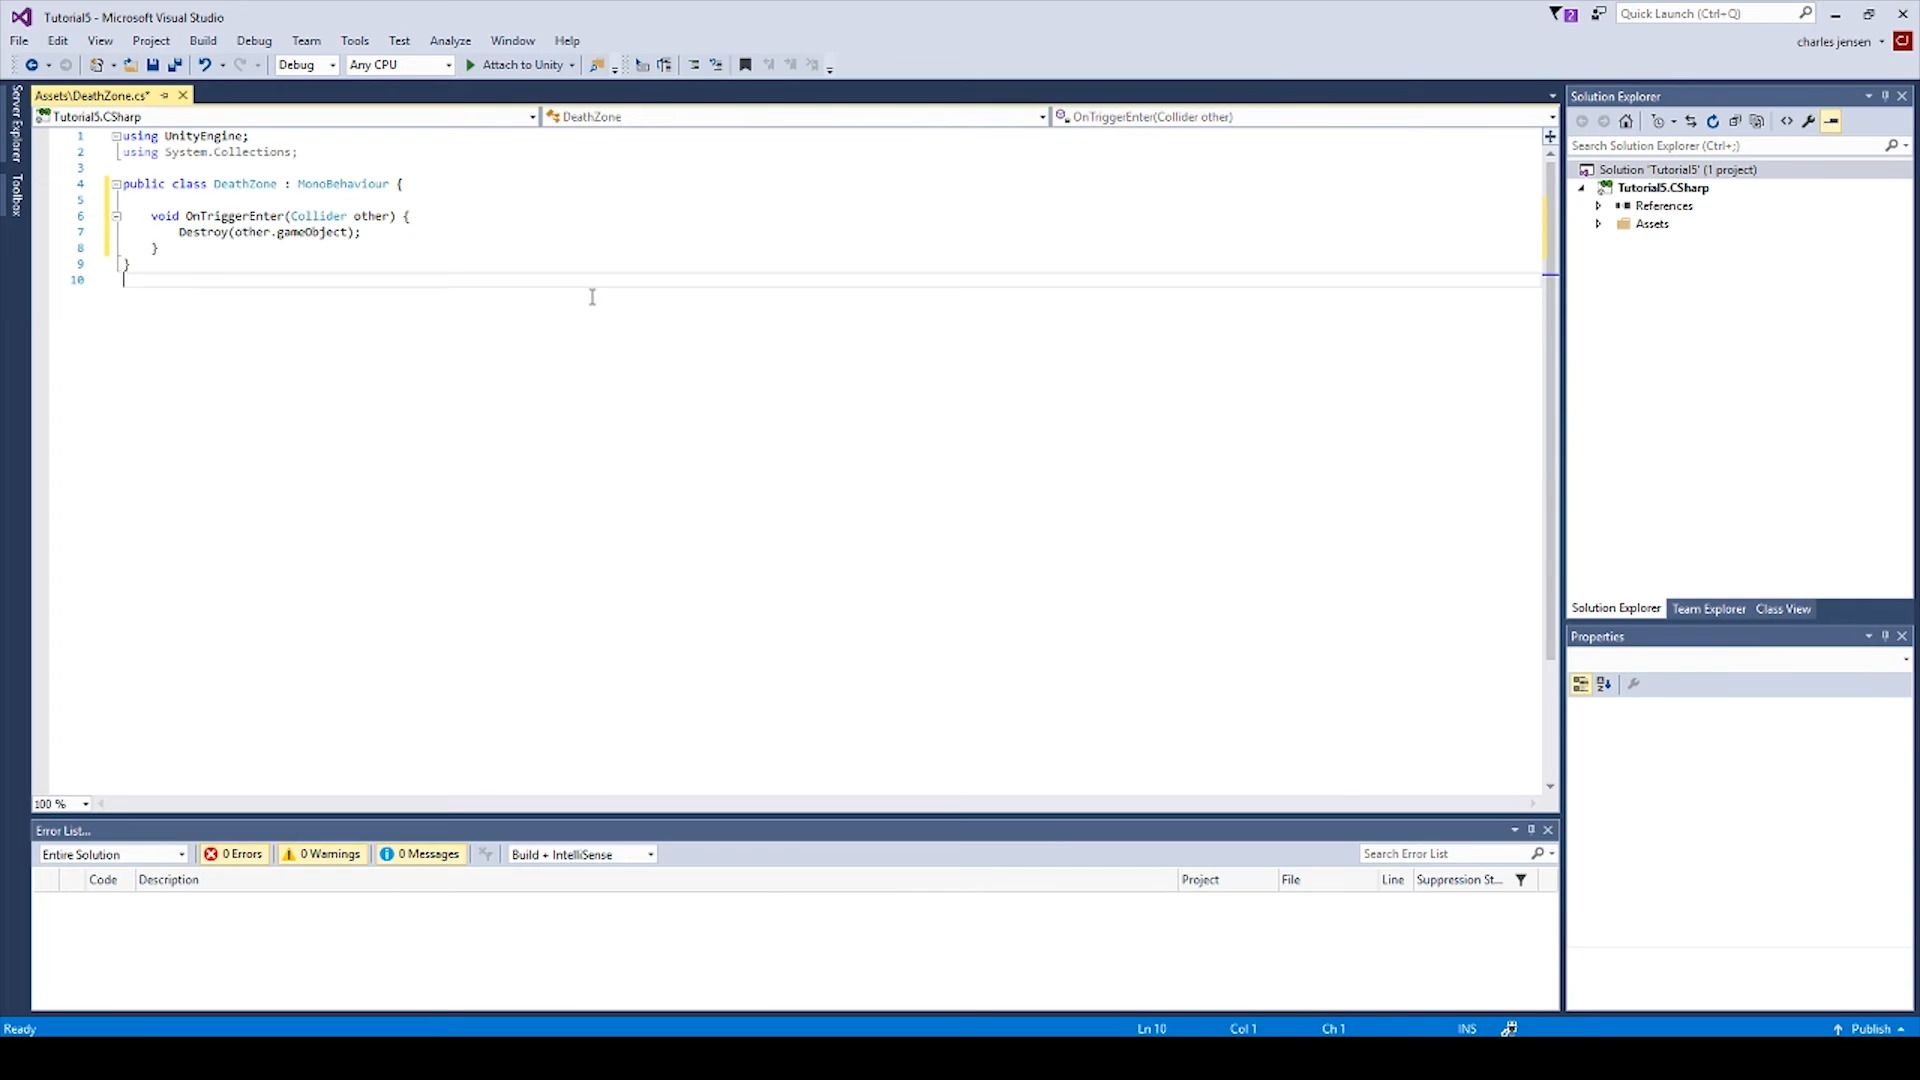 Tutorial5 - Microsoft Visual Studio
2
Quick Launch (Ctrl+Q)
File Edit View Project Build Debug Team Tools Test Analyze Window Help
charles jensen
CJ
Debug Any CPU Attach to Unity
Server Explorer
Toolbox
Assets\DeathZone.cs*
Tutorial5.CSharp DeathZone OnTriggerEnter(Collider other)
1 using UnityEngine;
2 using System.Collections;
3
4 public class DeathZone : MonoBehaviour {
5
6 void OnTriggerEnter(Collider other) {
7 Destroy(other.gameObject);
8 }
9 }
10
100 %
Solution Explorer
Search Solution Explorer (Ctrl+;)
Solution 'Tutorial5' (1 project)
Tutorial5.CSharp
References
Assets
Solution Explorer Team Explorer Class View
Properties
Error List...
Entire Solution 0 Errors 0 Warnings 0 Messages Build + IntelliSense Search Error List
Code Description Project File Line Suppression St...
Ready Ln 10 Col 1 Ch 1 INS Publish